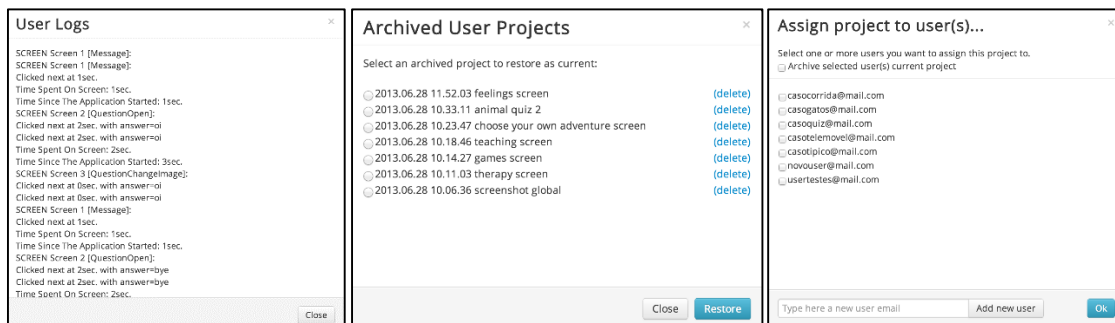 User Logs
×
SCREEN Screen 1 [Message]:
SCREEN Screen 1 [Message]:
Clicked next at 1sec.
Time Spent On Screen: 1sec.
Time Since The Application Started: 1sec.
SCREEN Screen 2 [QuestionOpen]:
Clicked next at 2sec. with answer=oi
Clicked next at 2sec. with answer=oi
Time Spent On Screen: 2sec.
Time Since The Application Started: 3sec.
SCREEN Screen 3 [QuestionChangeImage]:
Clicked next at 0sec. with answer=oi
Clicked next at 0sec. with answer=oi
SCREEN Screen 1 [Message]:
Clicked next at 1sec.
Time Spent On Screen: 1sec.
Time Since The Application Started: 1sec.
SCREEN Screen 2 [QuestionOpen]:
Clicked next at 2sec. with answer=bye
Clicked next at 2sec. with answer=bye
Time Spent On Screen: 2sec.
Close
Archived User Projects
×
Select an archived project to restore as current:
2013.06.28 11.52.03 feelings screen (delete)
2013.06.28 10.33.11 animal quiz 2 (delete)
2013.06.28 10.23.47 choose your own adventure screen (delete)
2013.06.28 10.18.46 teaching screen (delete)
2013.06.28 10.14.27 games screen (delete)
2013.06.28 10.11.03 therapy screen (delete)
2013.06.28 10.06.36 screenshot global (delete)
Close Restore
Assign project to user(s)...
×
Select one or more users you want to assign this project to.
Archive selected user(s) current project
casocorrida@mail.com
casogatos@mail.com
casoquiz@mail.com
casotelemovel@mail.com
casotipico@mail.com
novouser@mail.com
usertestes@mail.com
Type here a new user email Add new user Ok